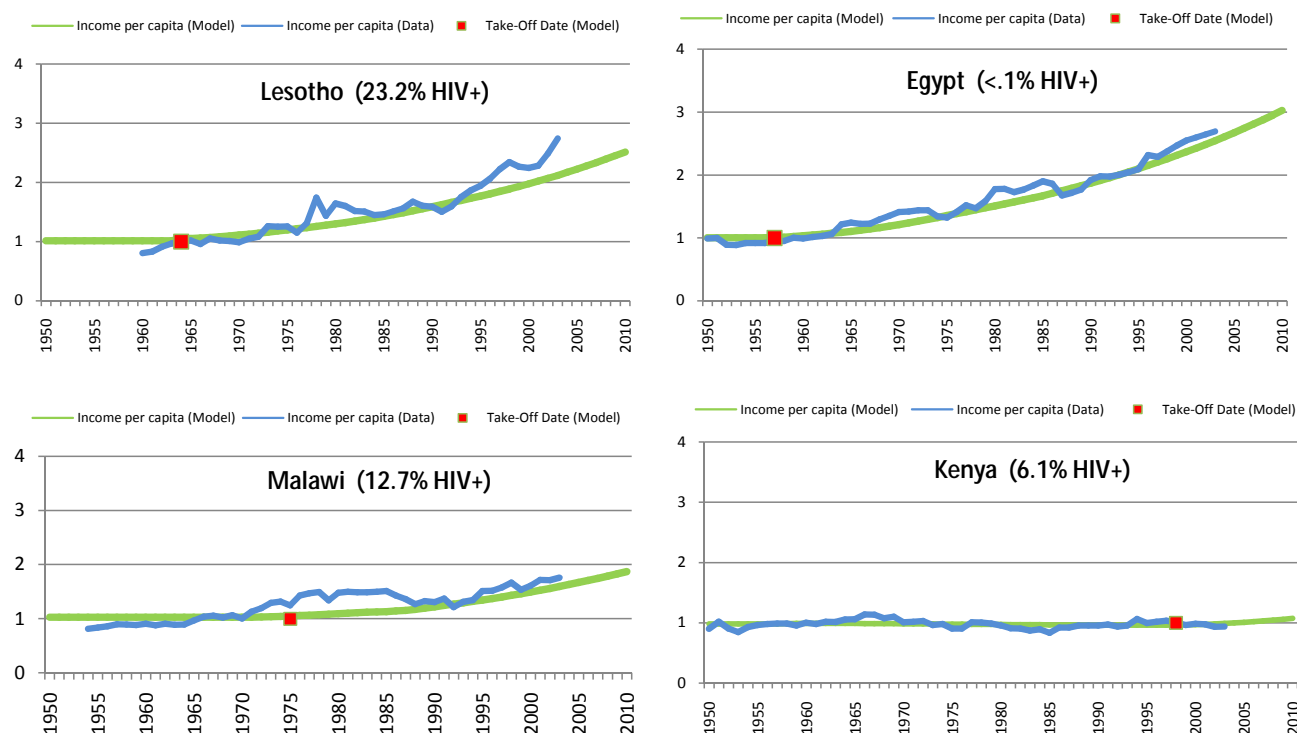 Income per capita (Model) Income per capita (Data) Take-Off Date (Model)
Lesotho (23.2% HIV+)
4
3
2
1
0
1950 1955 1960 1965 1970 1975 1980 1985 1990 1995 2000 2005 2010
Income per capita (Model) Income per capita (Data) Take-Off Date (Model)
Egypt (<.1% HIV+)
4
3
2
1
0
1950 1955 1960 1965 1970 1975 1980 1985 1990 1995 2000 2005 2010
Income per capita (Model) Income per capita (Data) Take-Off Date (Model)
Malawi (12.7% HIV+)
4
3
2
1
0
1950 1955 1960 1965 1970 1975 1980 1985 1990 1995 2000 2005 2010
Income per capita (Model) Income per capita (Data) Take-Off Date (Model)
Kenya (6.1% HIV+)
4
3
2
1
0
1950 1955 1960 1965 1970 1975 1980 1985 1990 1995 2000 2005 2010